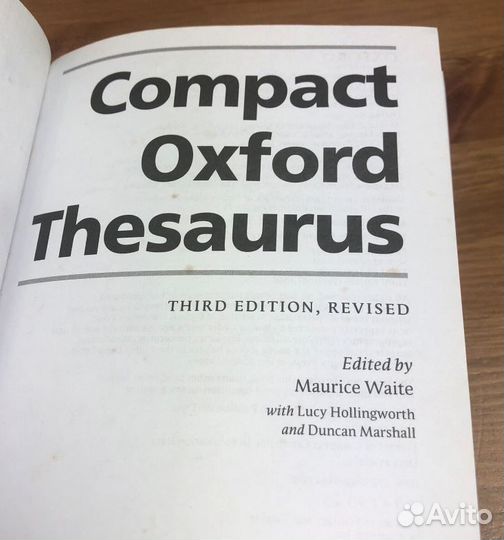 Compact
Oxford
Thesaurus
THIRD EDITION, REVISED
Edited by
Maurice Waite
with Lucy Hollingworth
and Duncan Marshall
Avito